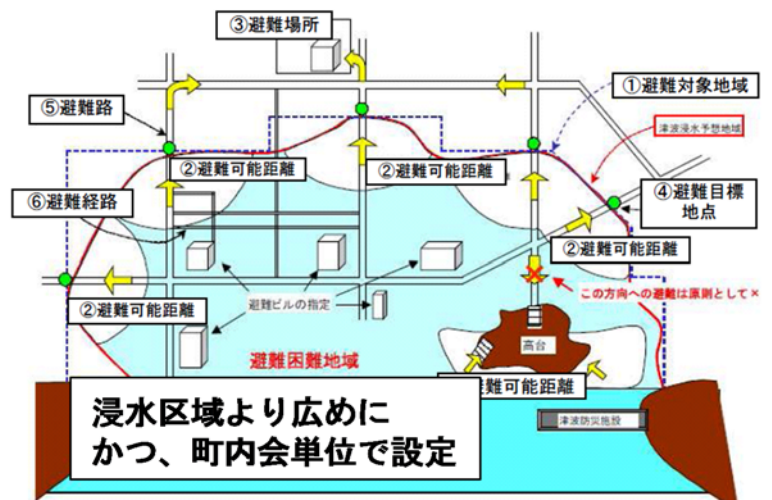 ③避難場所
①避難対象地域
⑤避難路
津波浸水予想地域
②避難可能距離
②避難可能距離
④避難目標
地点
⑥避難経路
②避難可能距離
②避難可能距離
避難ビルの指定
この方向への避難は原則として×
高台
避難困難地域
避難可能距離
浸水区域より広めに
かつ、町内会単位で設定
津波防災施設